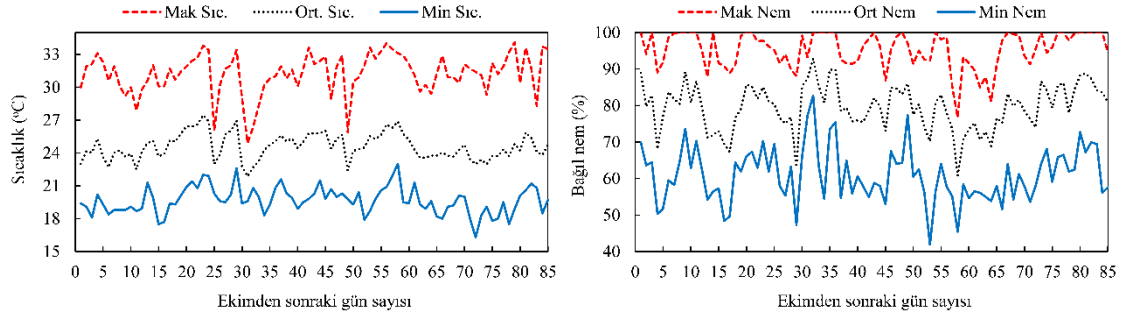 Mak Sıc. Ort. Sıc. Min Sıc.
33
30
27
24
21
18
15
Sıcaklık (°C)
0 5 10 15 20 25 30 35 40 45 50 55 60 65 70 75 80 85
Ekimden sonraki gün sayısı
Mak Nem Ort Nem Min Nem
100
90
80
70
60
50
40
Bağıl nem (%)
0 5 10 15 20 25 30 35 40 45 50 55 60 65 70 75 80 85
Ekimden sonraki gün sayısı